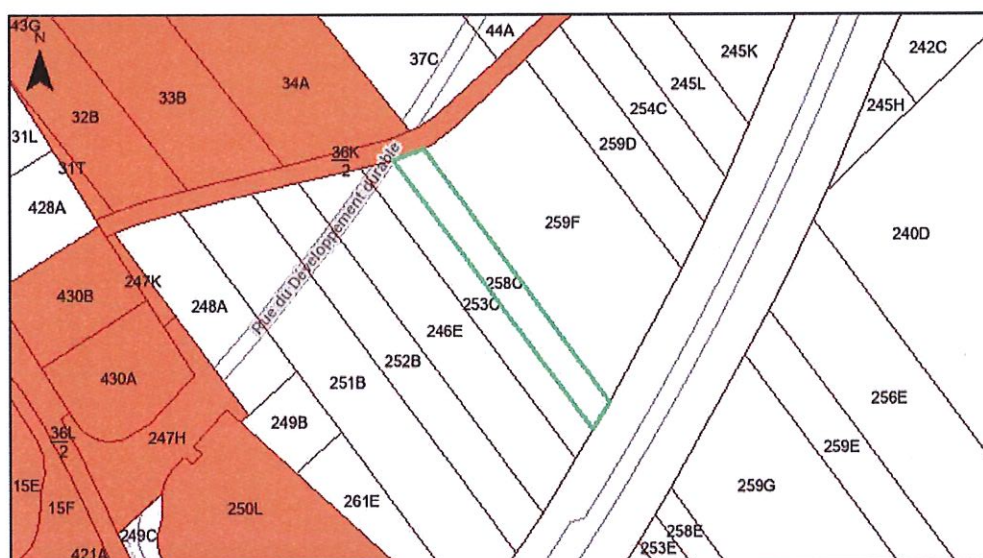 43G
N
44A
37C
245K
242C
34A
245L
33B
254C
245H
32B
31L
36K
2
259D
31T
428A
Rue du Développement durable
259F
240D
258C
247K
430B
248A
253C
246E
252B
251B
430A
256E
249B
36L
2
247H
259E
15E
261E
259G
15F
250L
258E
249C
253E
421A